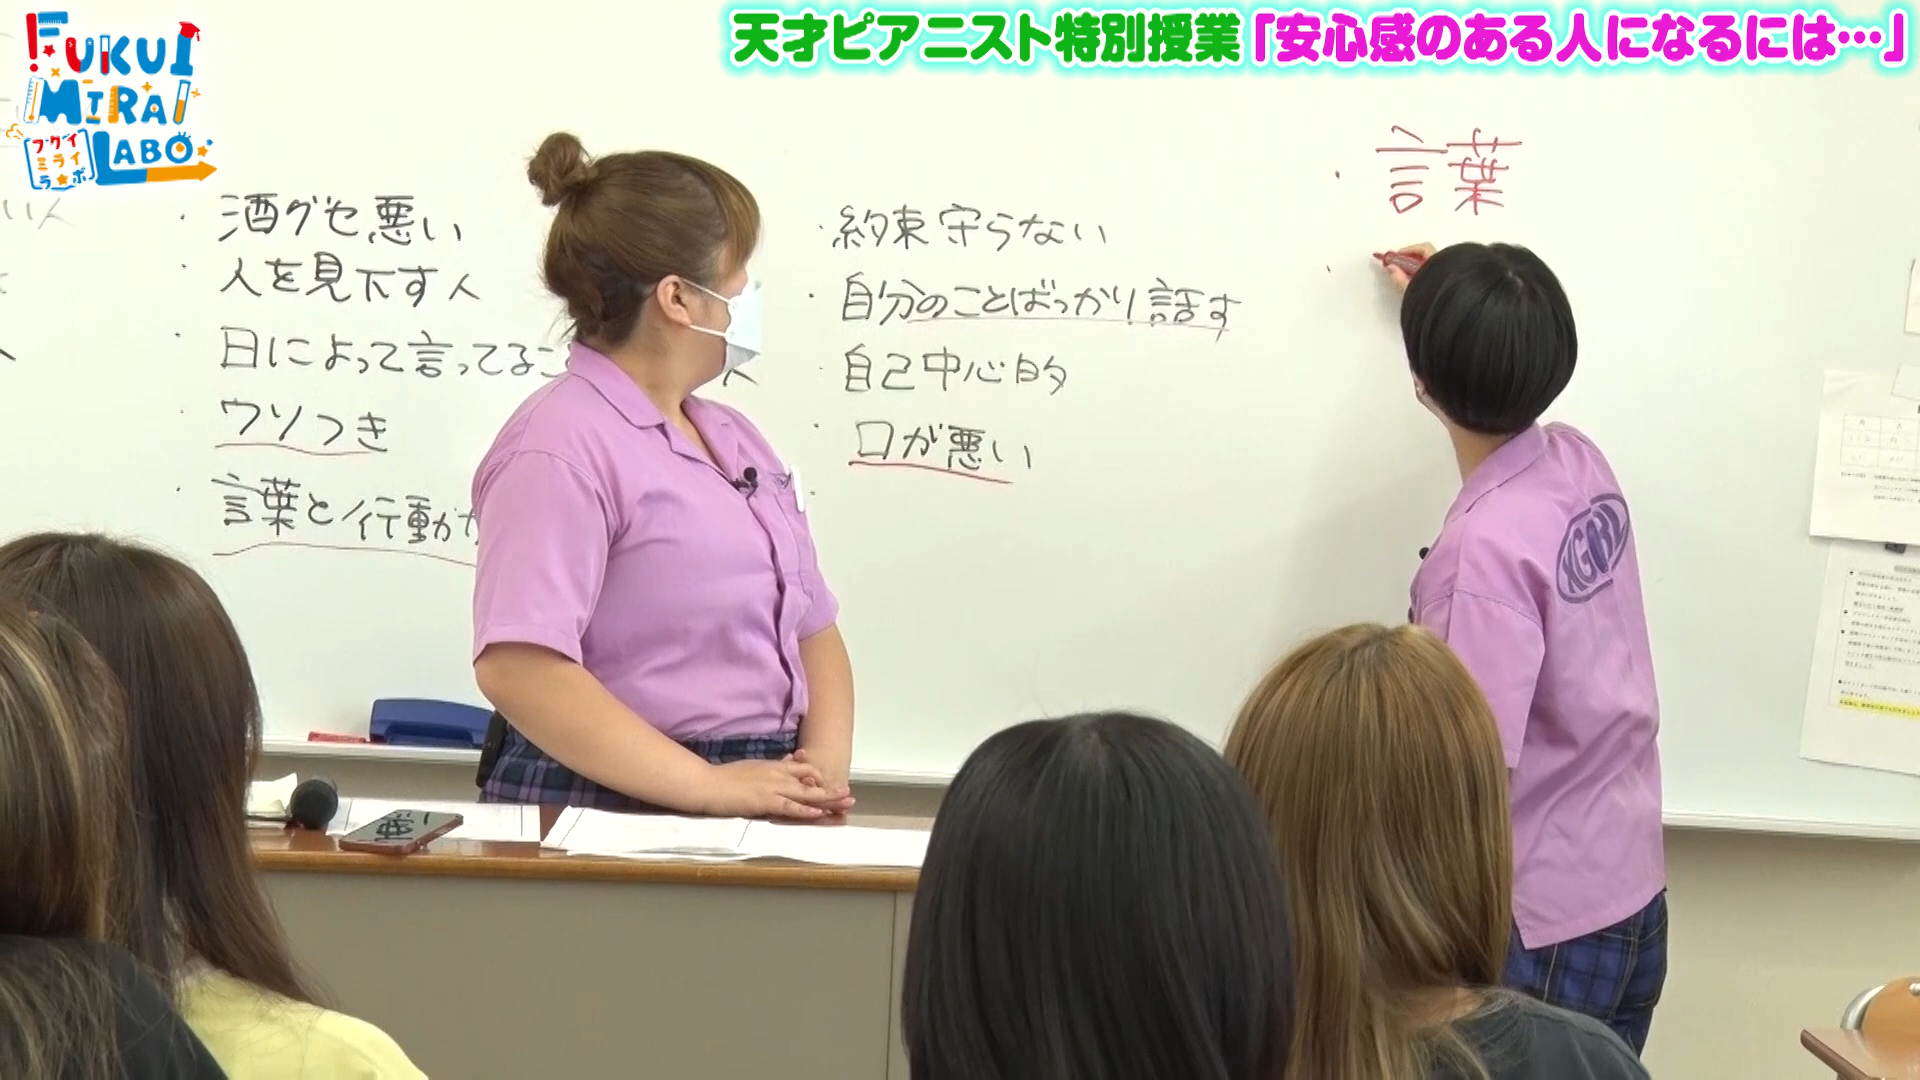 天才ピアニスト特別授業「安心感のある人になるには…」
FUKUI
MIRAI
LABO
フクイ
ミライ
ラボ
・酒グセ悪い
・人を見下す人
・日によって言ってるこ
・ウソつき
・言葉と行動が
・約束守らない
・自分のことばっかり話す
・自己中心的
・口が悪い
・言葉
XGIRL